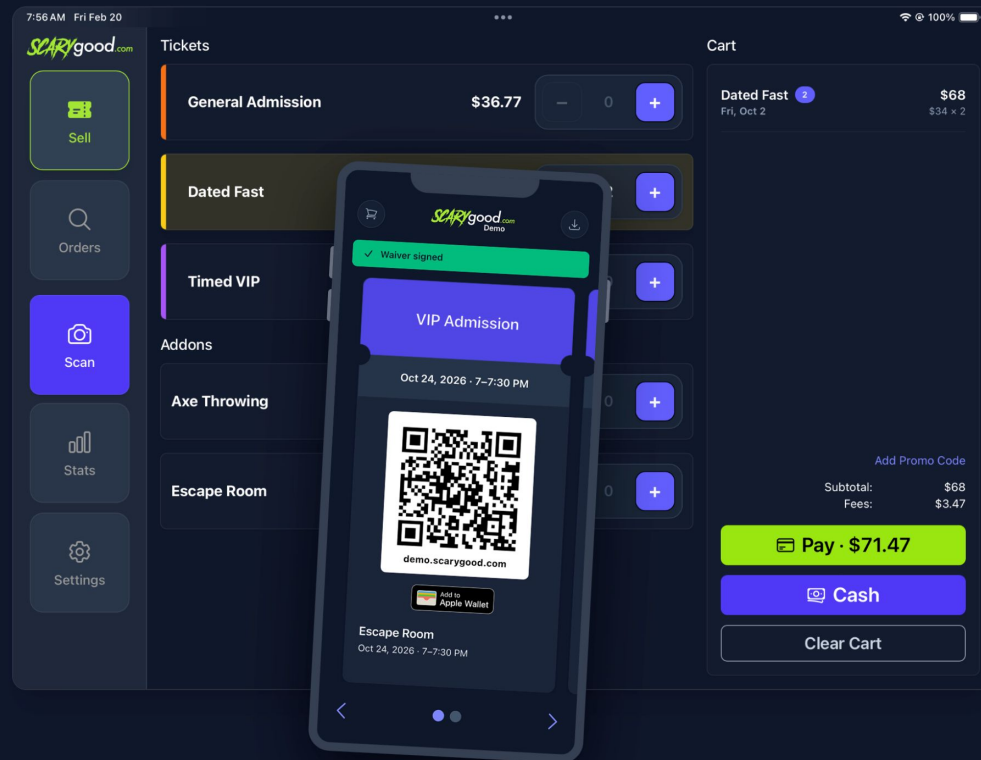 7:56 AM Fri Feb 20
100%
SCARYgood.com
Sell
Orders
Scan
Stats
Settings
Tickets
General Admission
$36.77
0
Dated Fast
Timed VIP
Addons
Axe Throwing
0
Escape Room
0
SCARYgood.com
Demo
Waiver signed
VIP Admission
Oct 24, 2026 · 7–7:30 PM
demo.scarygood.com
Add to
Apple Wallet
Escape Room
Oct 24, 2026 · 7–7:30 PM
Cart
Dated Fast 2 $68
Fri, Oct 2 $34 × 2
Add Promo Code
Subtotal: $68
Fees: $3.47
Pay · $71.47
Cash
Clear Cart